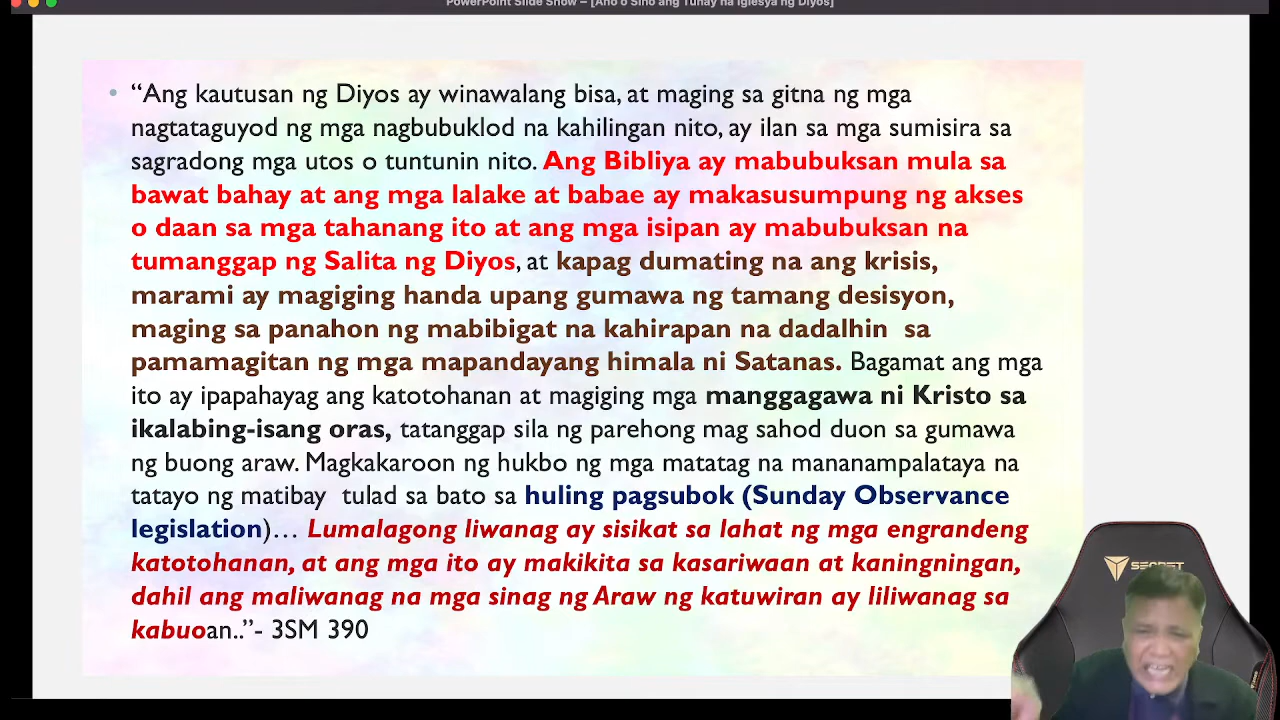 PowerPoint Slide Show – [Ano o Sino ang Tunay na Iglesya ng Diyos]
• “Ang kautusan ng Diyos ay winawalang bisa, at maging sa gitna ng mga
nagtataguyod ng mga nagbubuklod na kahilingan nito, ay ilan sa mga sumisira sa
sagradong mga utos o tuntunin nito. Ang Bibliya ay mabubuksan mula sa
bawat bahay at ang mga lalake at babae ay makasusumpung ng akses
o daan sa mga tahanang ito at ang mga isipan ay mabubuksan na
tumanggap ng Salita ng Diyos, at kapag dumating na ang krisis,
marami ay magiging handa upang gumawa ng tamang desisyon,
maging sa panahon ng mabibigat na kahirapan na dadalhin sa
pamamagitan ng mga mapandayang himala ni Satanas. Bagamat ang mga
ito ay ipapahayag ang katotohanan at magiging mga manggagawa ni Kristo sa
ikalabing-isang oras, tatanggap sila ng parehong mag sahod duon sa gumawa
ng buong araw. Magkakaroon ng hukbo ng mga matatag na mananampalataya na
tatayo ng matibay tulad sa bato sa huling pagsubok (Sunday Observance
legislation)… Lumalagong liwanag ay sisikat sa lahat ng mga engrandeng
katotohanan, at ang mga ito ay makikita sa kasariwaan at kaningningan,
dahil ang maliwanag na mga sinag ng Araw ng katuwiran ay liliwanag sa
kabuoan..”- 3SM 390